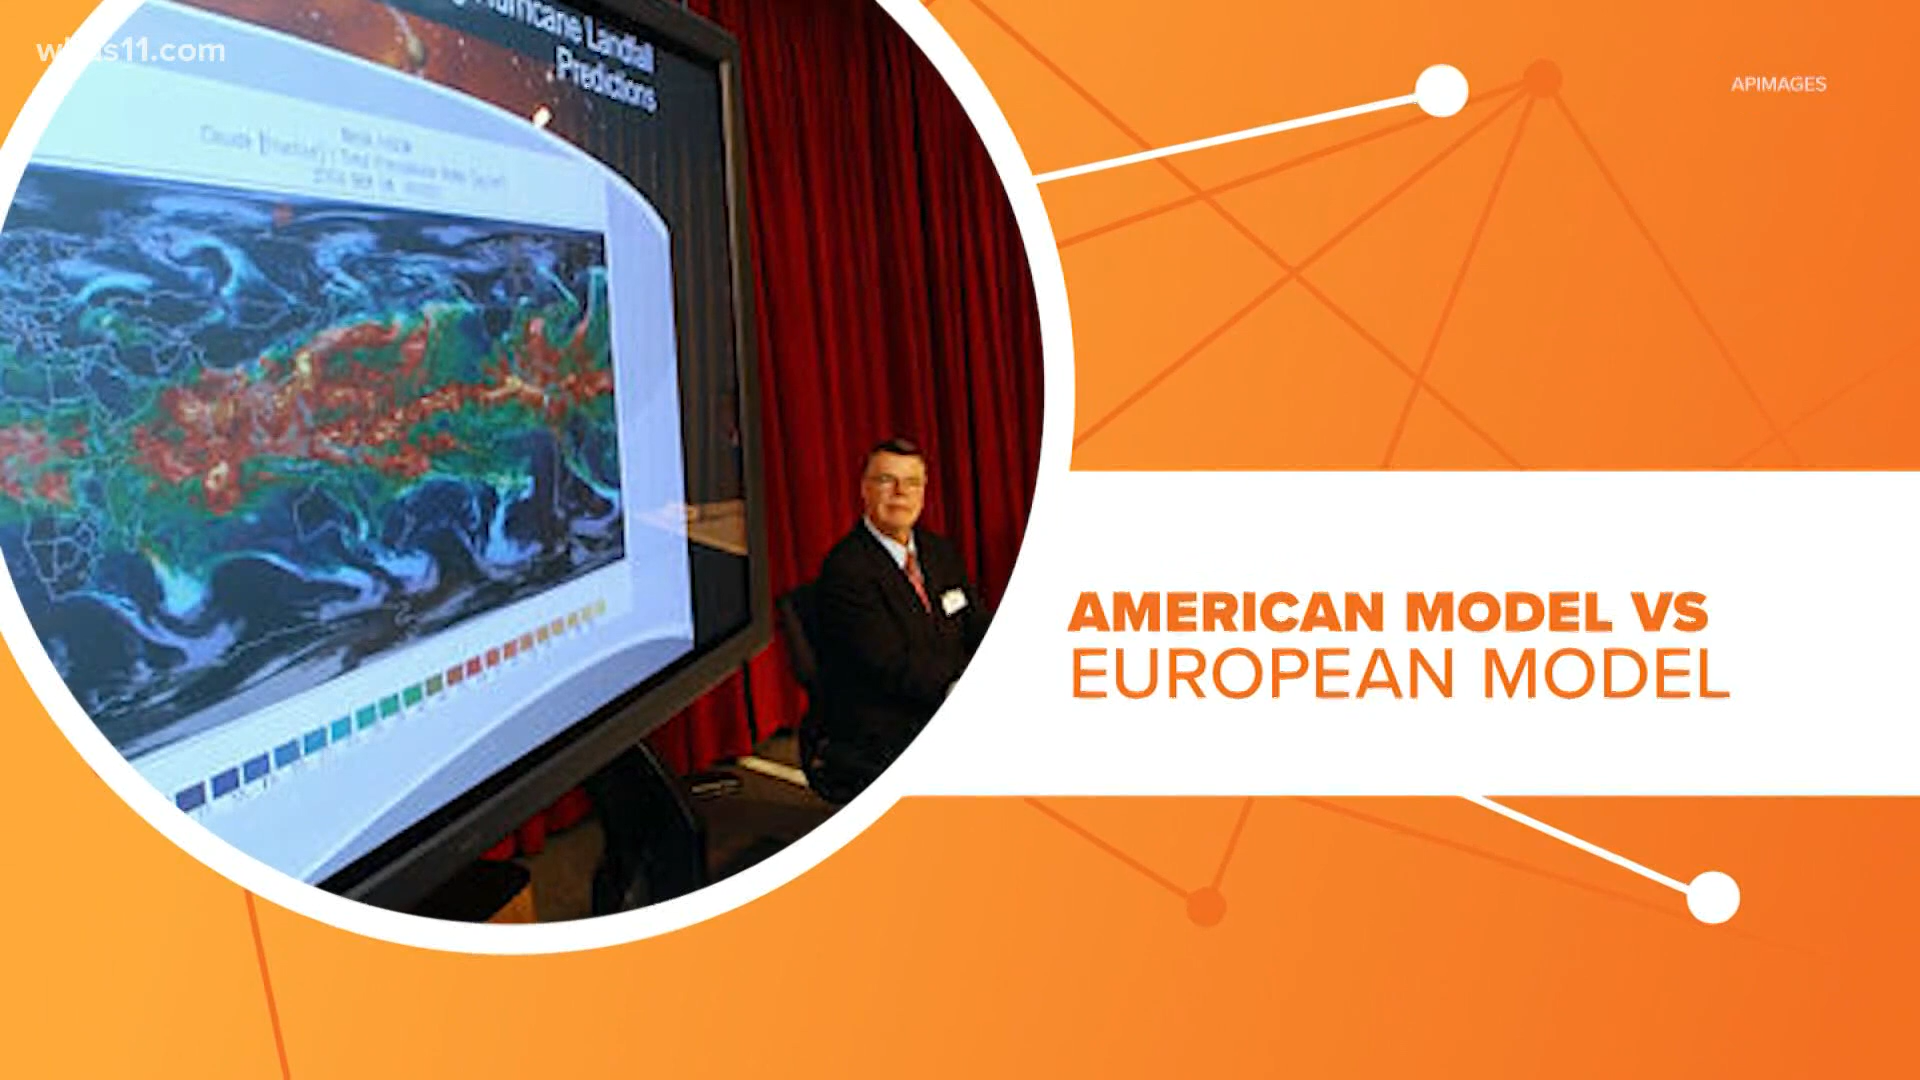 whas11.com
APIMAGES
Hurricane Landfall
Predictions
AMERICAN MODEL VS
EUROPEAN MODEL